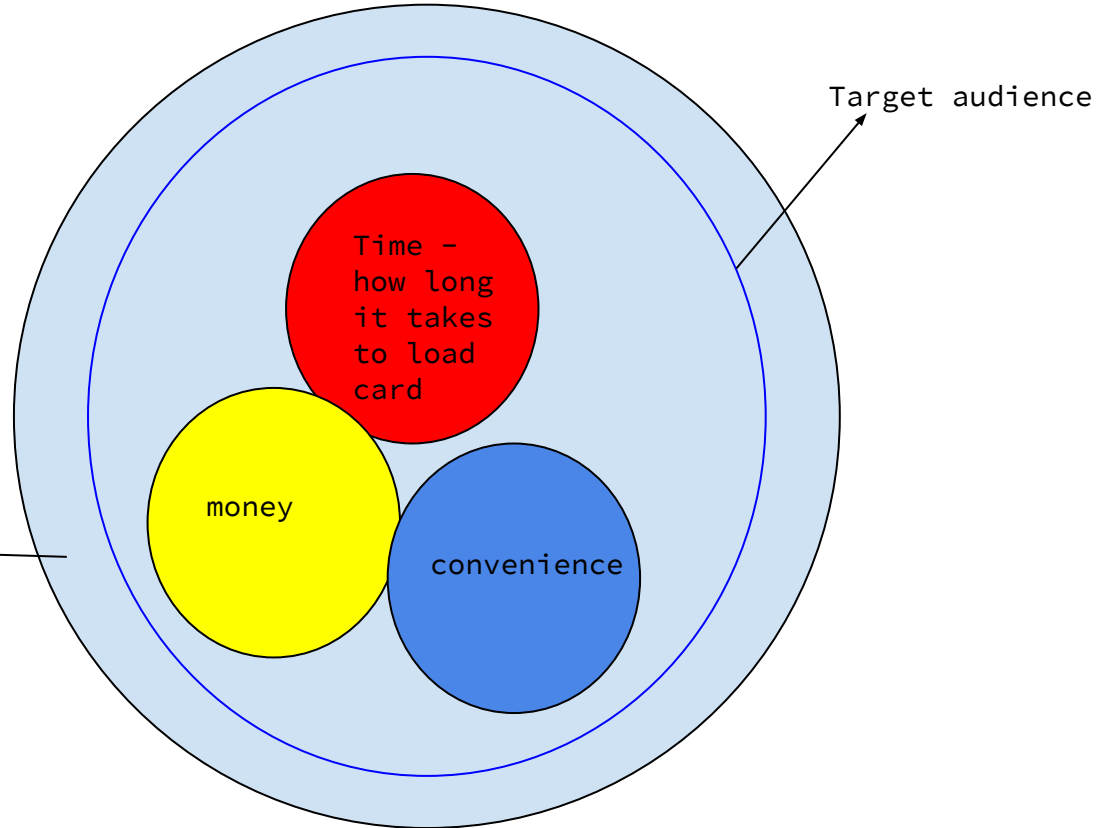 Target audience
Time –
how long
it takes
to load
card
money
convenience